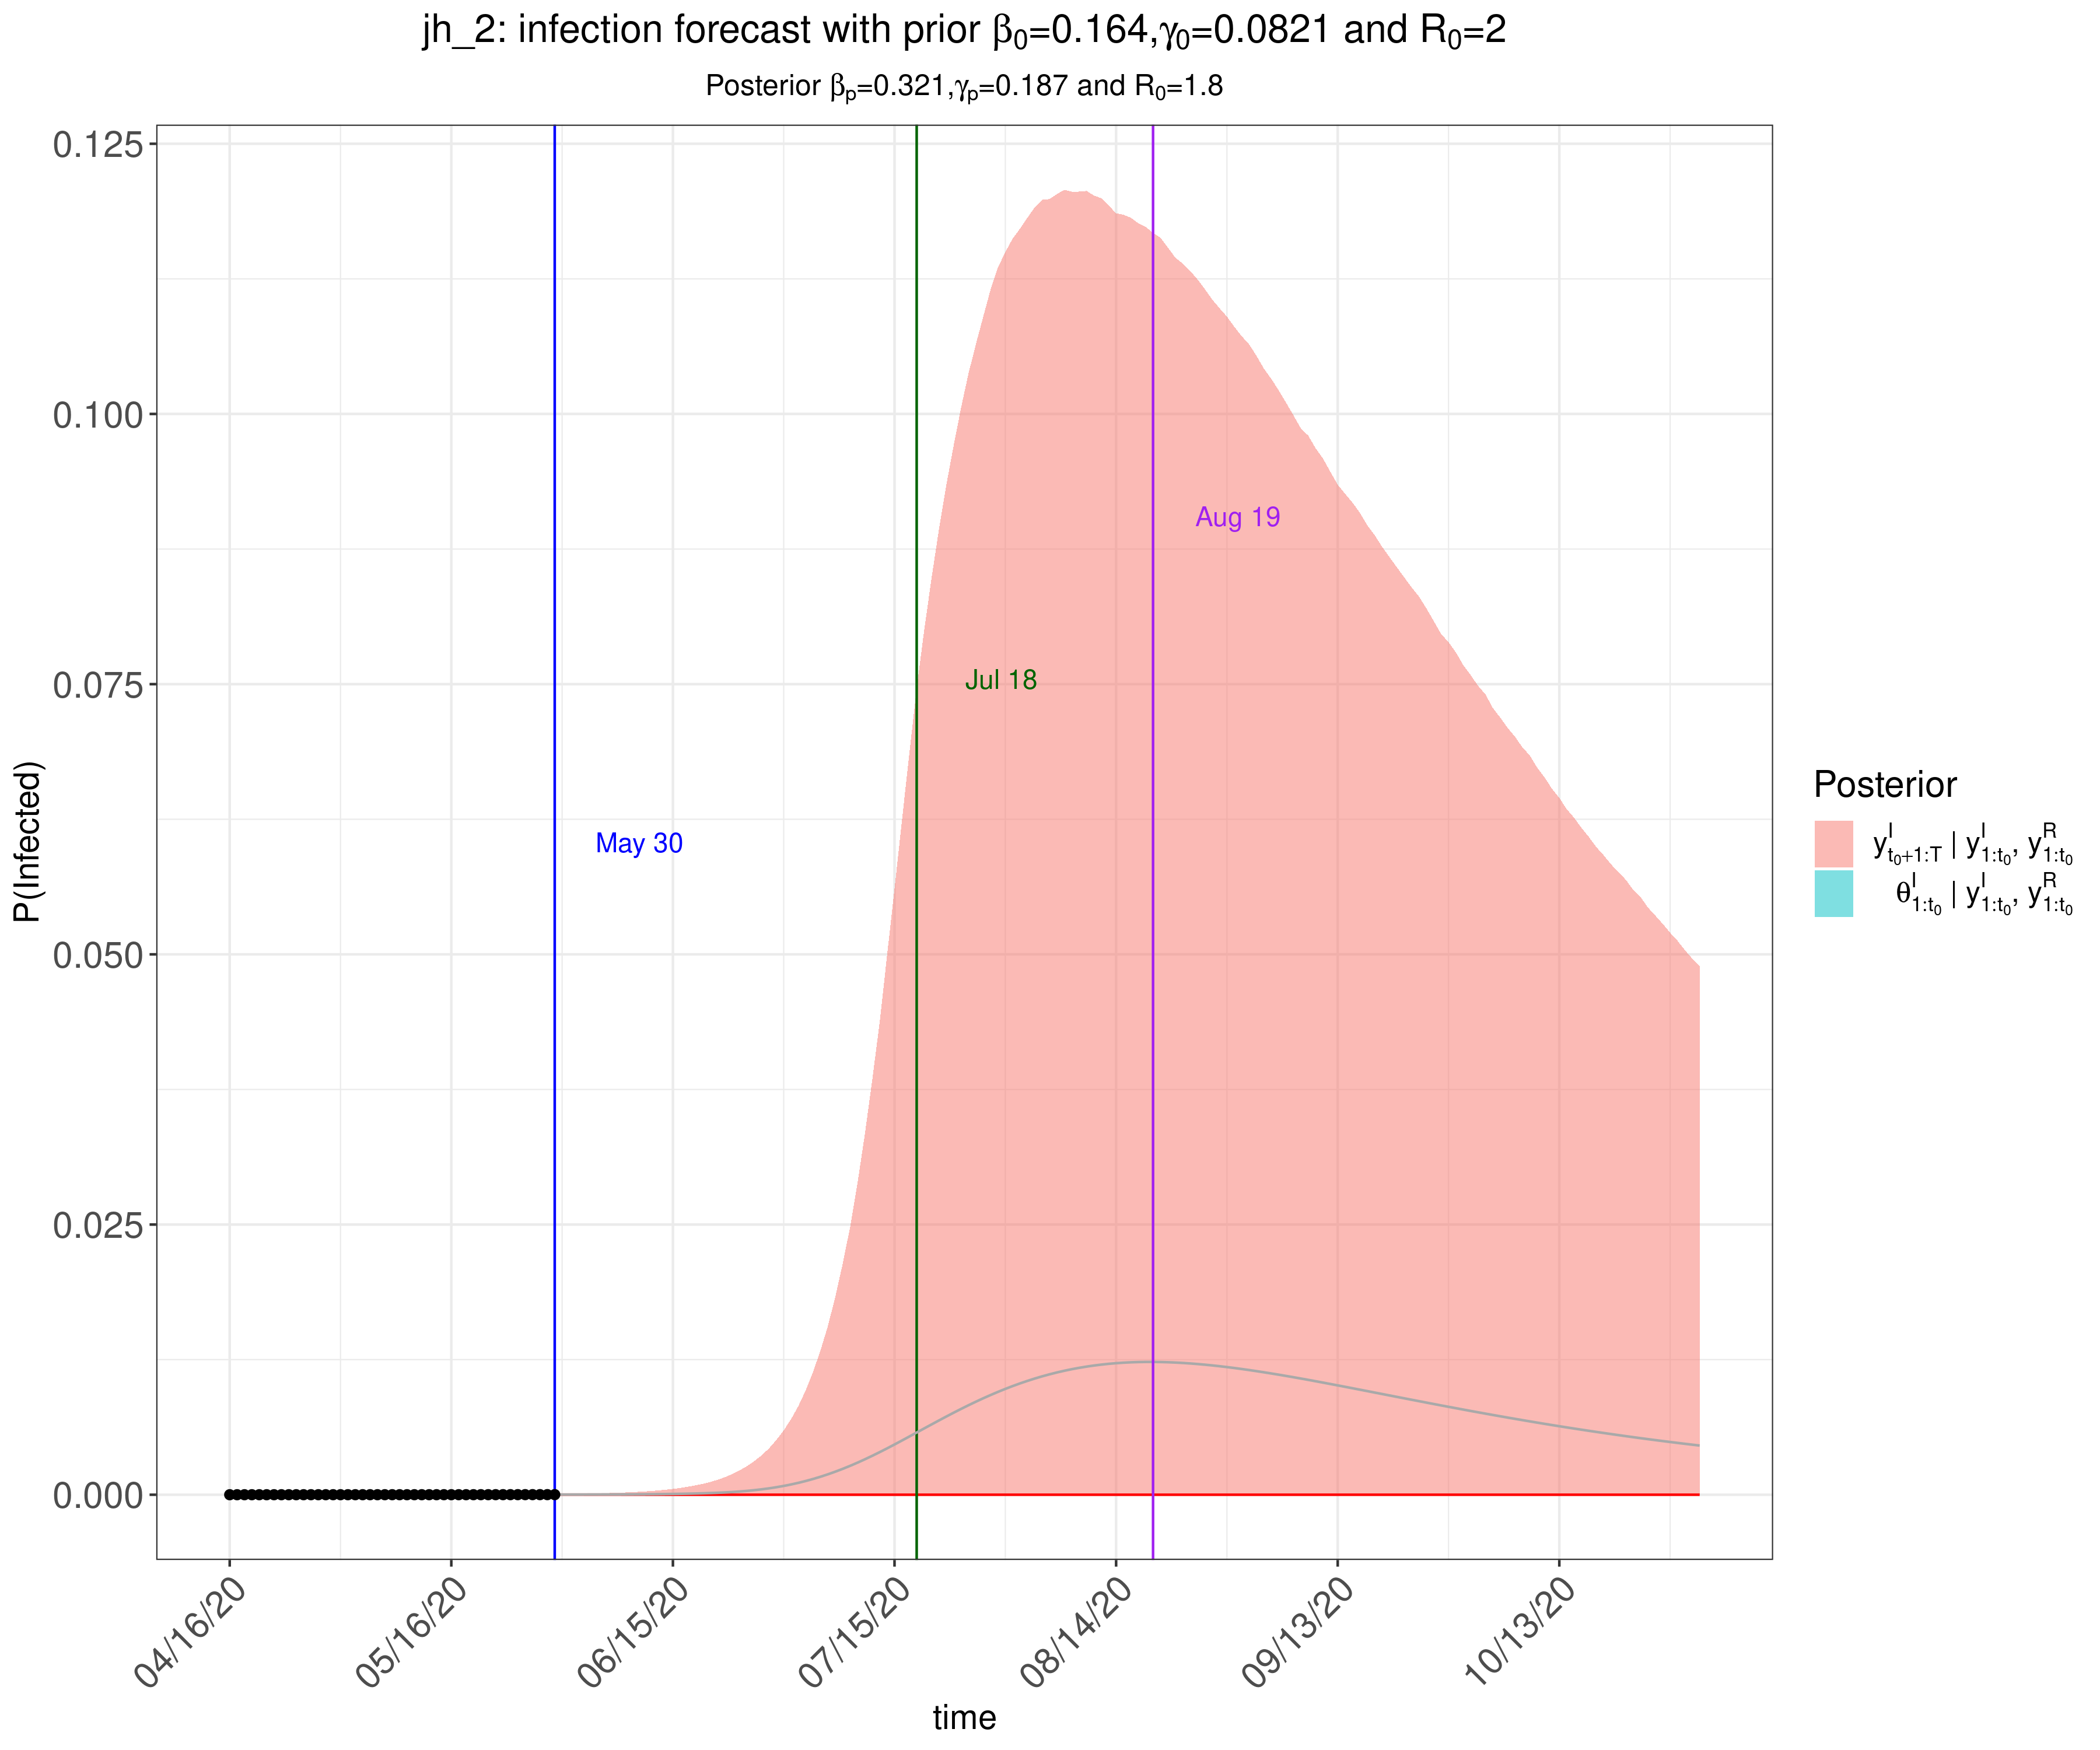 jh_2: infection forecast with prior β₀=0.164,γ₀=0.0821 and R₀=2
Posterior βₚ=0.321,γₚ=0.187 and R₀=1.8
P(Infected)
0.125
0.100
0.075
0.050
0.025
0.000
May 30
Jul 18
Aug 19
04/16/20
05/16/20
06/15/20
07/15/20
08/14/20
09/13/20
10/13/20
time
Posterior
y^I_{t₀+1:T} | y^I_{1:t₀}, y^R_{1:t₀}
θ^I_{1:t₀} | y^I_{1:t₀}, y^R_{1:t₀}